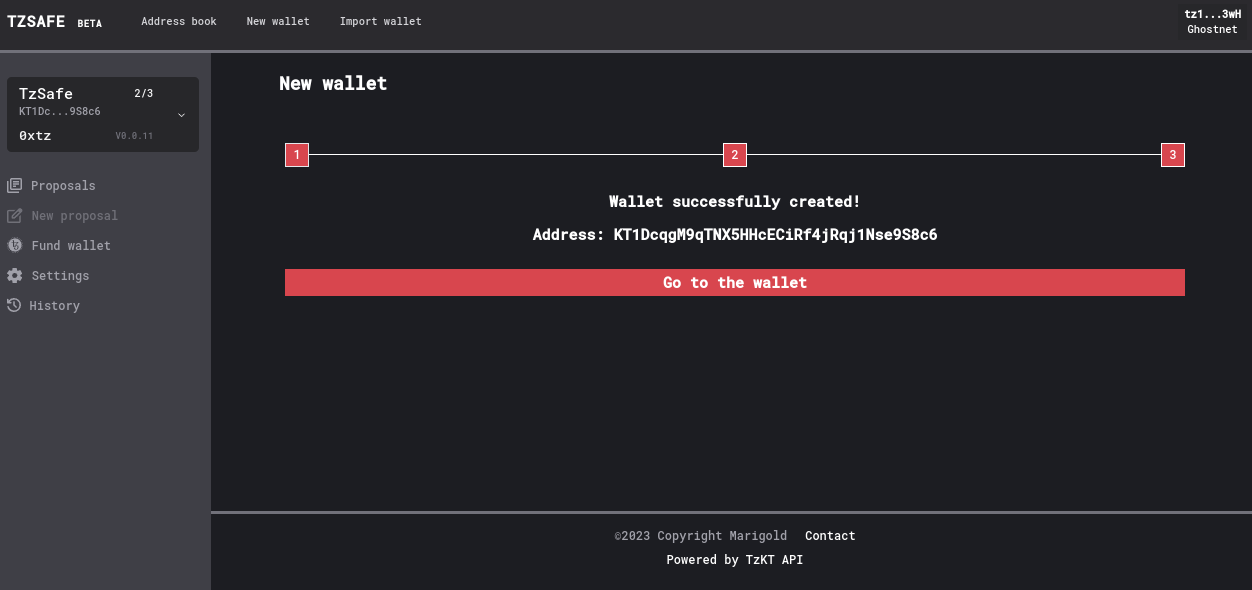 TZSAFE BETA Address book New wallet Import wallet
tz1...3wH
Ghostnet
TzSafe 2/3
KT1Dc...9S8c6
0xtz V0.0.11
Proposals
New proposal
Fund wallet
Settings
History
New wallet
1 2 3
Wallet successfully created!
Address: KT1DcqgM9qTNX5HHcECiRf4jRqj1Nse9S8c6
Go to the wallet
©2023 Copyright Marigold Contact
Powered by TzKT API